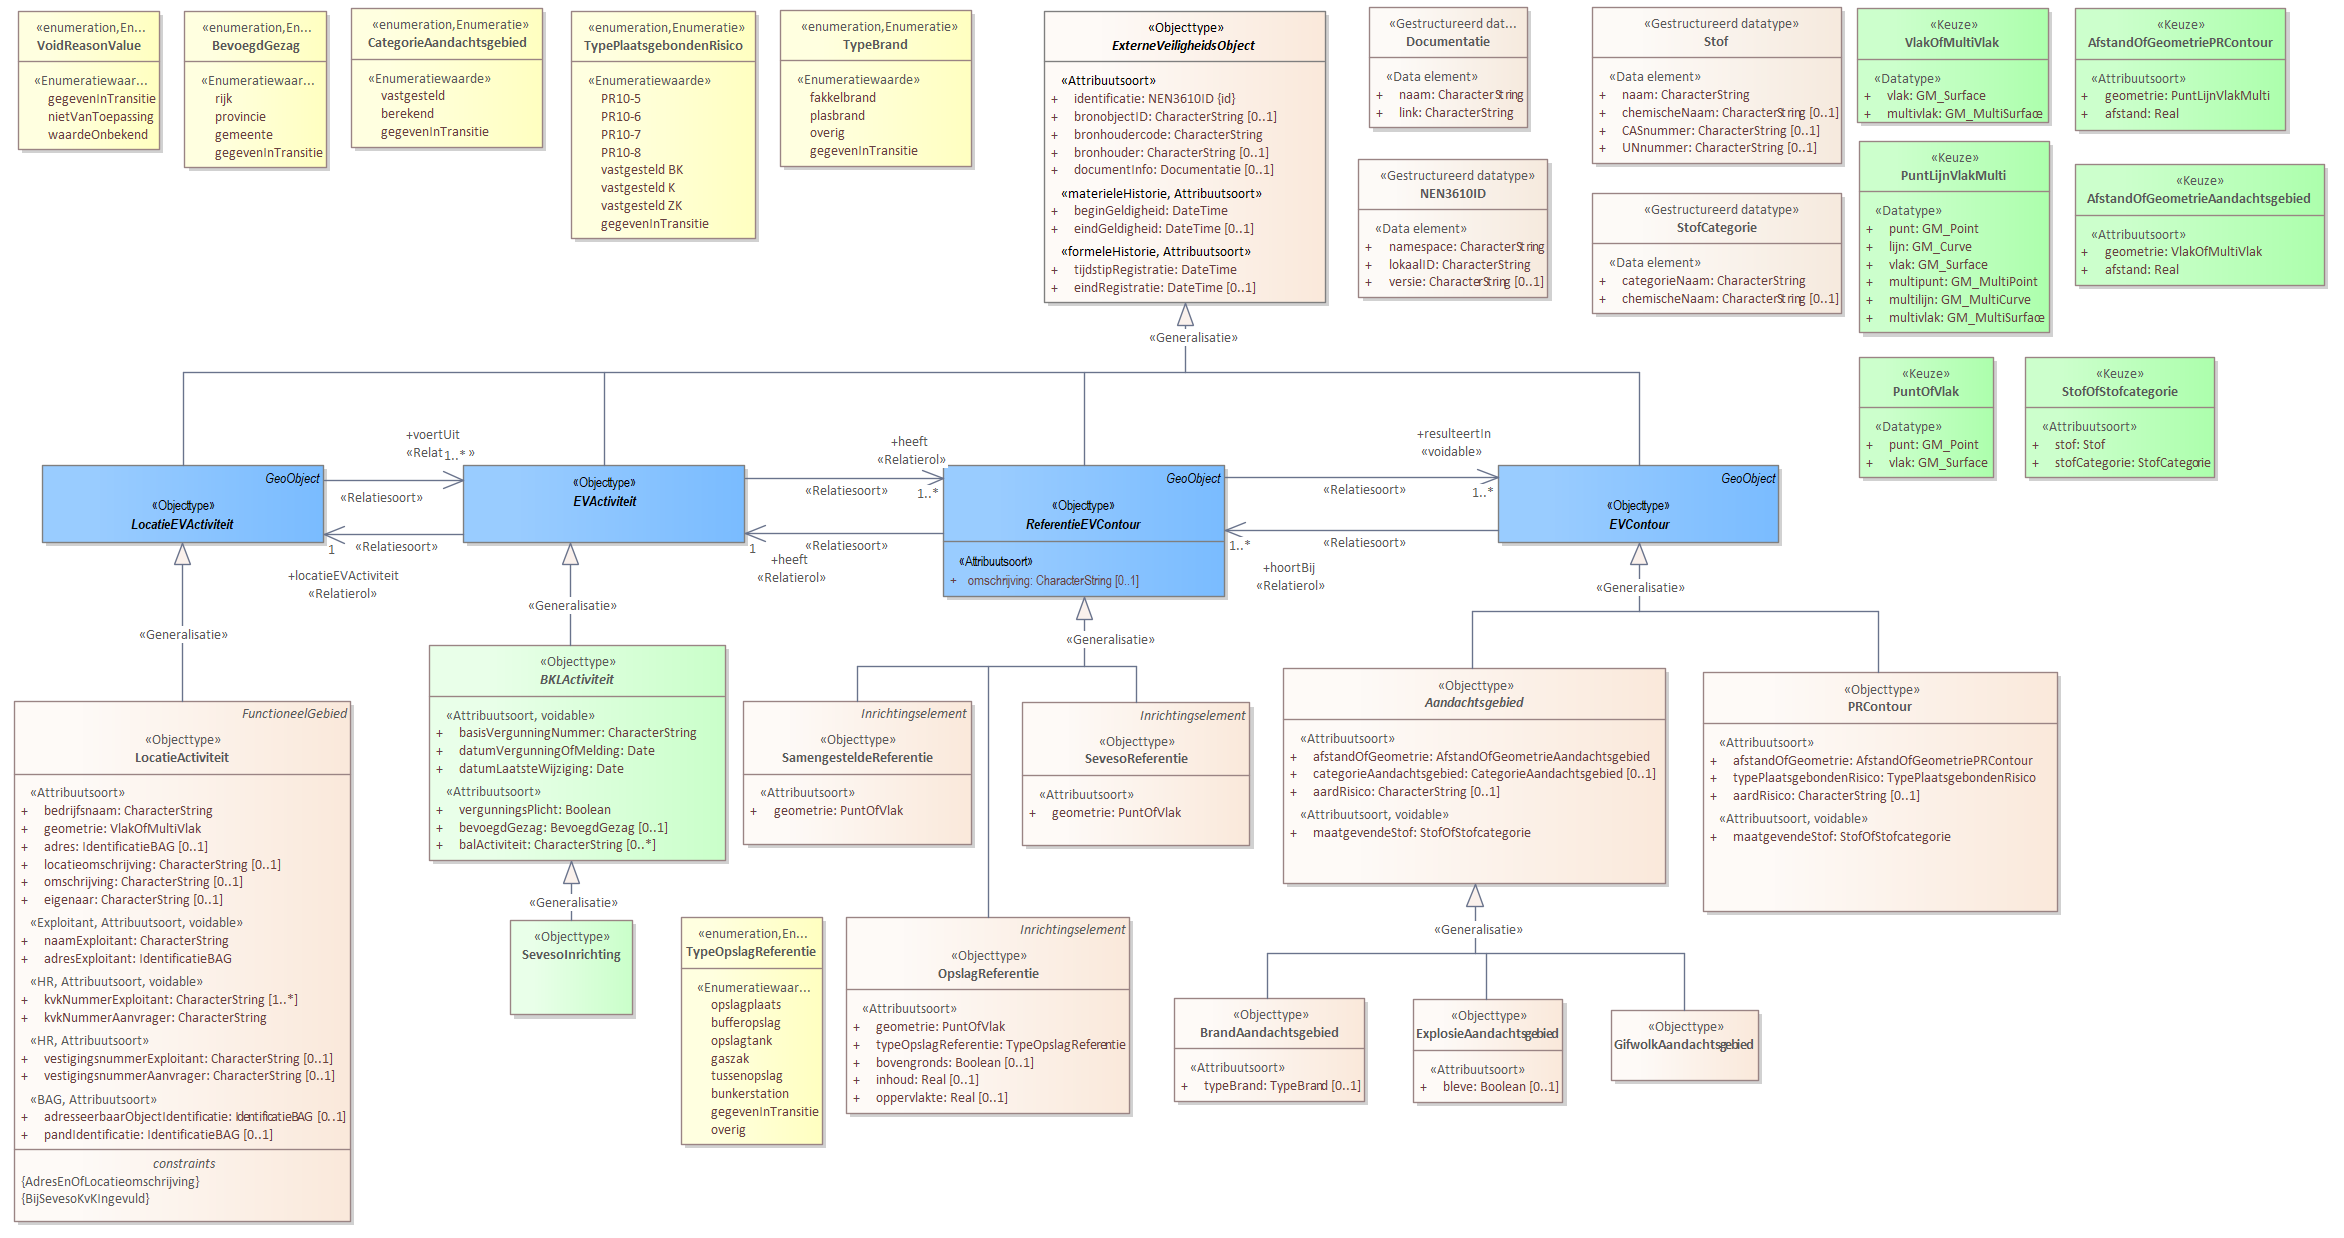 «enumeration,En...
VoidReasonValue
«Enumeratiewaar...
gegevenInTransitie
nietVanToepassing
waardeOnbekend
«enumeration,En...
BevoegdGezag
«Enumeratiewaar...
rijk
provincie
gemeente
gegevenInTransitie
«enumeration,Enumeratie»
CategorieAandachtsgebied
«Enumeratiewaarde»
vastgesteld
berekend
gegevenInTransitie
«enumeration,Enumeratie»
TypePlaatsgebondenRisico
«Enumeratiewaarde»
PR10-5
PR10-6
PR10-7
PR10-8
vastgesteld BK
vastgesteld K
vastgesteld ZK
gegevenInTransitie
«enumeration,Enumeratie»
TypeBrand
«Enumeratiewaarde»
fakkelbrand
plasbrand
overig
gegevenInTransitie
«Objecttype»
ExterneVeiligheidsObject
«Attribuutsoort»
+ identificatie: NEN3610ID {id}
+ bronobjectID: CharacterString [0..1]
+ bronhoudercode: CharacterString
+ bronhouder: CharacterString [0..1]
+ documentInfo: Documentatie [0..1]
«materieleHistorie, Attribuutsoort»
+ beginGeldigheid: DateTime
+ eindGeldigheid: DateTime [0..1]
«formeleHistorie, Attribuutsoort»
+ tijdstipRegistratie: DateTime
+ eindRegistratie: DateTime [0..1]
«Gestructureerd dat...
Documentatie
«Data element»
+ naam: CharacterString
+ link: CharacterString
«Gestructureerd datatype»
NEN3610ID
«Data element»
+ namespace: CharacterString
+ lokaalID: CharacterString
+ versie: CharacterString [0..1]
«Gestructureerd datatype»
Stof
«Data element»
+ naam: CharacterString
+ chemischeNaam: CharacterString [0..1]
+ CASnummer: CharacterString [0..1]
+ UNnummer: CharacterString [0..1]
«Gestructureerd datatype»
StofCategorie
«Data element»
+ categorieNaam: CharacterString
+ chemischeNaam: CharacterString [0..1]
«Keuze»
VlakOfMultiVlak
«Datatype»
+ vlak: GM_Surface
+ multivlak: GM_MultiSurface
«Keuze»
PuntLijnVlakMulti
«Datatype»
+ punt: GM_Point
+ lijn: GM_Curve
+ vlak: GM_Surface
+ multipunt: GM_MultiPoint
+ multilijn: GM_MultiCurve
+ multivlak: GM_MultiSurface
«Keuze»
AfstandOfGeometriePRContour
«Attribuutsoort»
+ geometrie: PuntLijnVlakMulti
+ afstand: Real
«Keuze»
AfstandOfGeometrieAandachtsgebied
«Attribuutsoort»
+ geometrie: VlakOfMultiVlak
+ afstand: Real
«Keuze»
PuntOfVlak
«Datatype»
+ punt: GM_Point
+ vlak: GM_Surface
«Keuze»
StofOfStofcategorie
«Attribuutsoort»
+ stof: Stof
+ stofCategorie: StofCategorie
«Generalisatie»
GeoObject
«Objecttype»
LocatieEVActiviteit
+voertUit
«Relat 1..* »
«Relatiesoort»
«Relatiesoort»
1
+locatieEVActiviteit
«Relatierol»
«Objecttype»
EVActiviteit
+heeft
«Relatierol»
«Relatiesoort»
1..*
«Relatiesoort»
1
+heeft
«Relatierol»
GeoObject
«Objecttype»
ReferentieEVContour
«Attribuutsoort»
+ omschrijving: CharacterString [0..1]
+resulteertIn
«voidable»
«Relatiesoort»
1..*
«Relatiesoort»
1..*
+hoortBij
«Relatierol»
GeoObject
«Objecttype»
EVContour
«Generalisatie»
«Generalisatie»
«Generalisatie»
«Generalisatie»
FunctioneelGebied
«Objecttype»
LocatieActiviteit
«Attribuutsoort»
+ bedrijfsnaam: CharacterString
+ geometrie: VlakOfMultiVlak
+ adres: IdentificatieBAG [0..1]
+ locatieomschrijving: CharacterString [0..1]
+ omschrijving: CharacterString [0..1]
+ eigenaar: CharacterString [0..1]
«Exploitant, Attribuutsoort, voidable»
+ naamExploitant: CharacterString
+ adresExploitant: IdentificatieBAG
«HR, Attribuutsoort, voidable»
+ kvkNummerExploitant: CharacterString [1..*]
+ kvkNummerAanvrager: CharacterString
«HR, Attribuutsoort»
+ vestigingsnummerExploitant: CharacterString [0..1]
+ vestigingsnummerAanvrager: CharacterString [0..1]
«BAG, Attribuutsoort»
+ adresseerbaarObjectIdentificatie: IdentificatieBAG [0..1]
+ pandIdentificatie: IdentificatieBAG [0..1]
constraints
{AdresEnOfLocatieomschrijving}
{BijSevesoKvKIngevuld}
«Objecttype»
BKLActiviteit
«Attribuutsoort, voidable»
+ basisVergunningNummer: CharacterString
+ datumVergunningOfMelding: Date
+ datumLaatsteWijziging: Date
«Attribuutsoort»
+ vergunningsPlicht: Boolean
+ bevoegdGezag: BevoegdGezag [0..1]
+ balActiviteit: CharacterString [0..*]
«Generalisatie»
«Objecttype»
SevesoInrichting
Inrichtingselement
«Objecttype»
SamengesteldeReferentie
«Attribuutsoort»
+ geometrie: PuntOfVlak
Inrichtingselement
«Objecttype»
SevesoReferentie
«Attribuutsoort»
+ geometrie: PuntOfVlak
«enumeration,En...
TypeOpslagReferentie
«Enumeratiewaar...
opslagplaats
bufferopslag
opslagtank
gaszak
tussenopslag
bunkerstation
gegevenInTransitie
overig
Inrichtingselement
«Objecttype»
OpslagReferentie
«Attribuutsoort»
+ geometrie: PuntOfVlak
+ typeOpslagReferentie: TypeOpslagReferentie
+ bovengronds: Boolean [0..1]
+ inhoud: Real [0..1]
+ oppervlakte: Real [0..1]
«Objecttype»
Aandachtsgebied
«Attribuutsoort»
+ afstandOfGeometrie: AfstandOfGeometrieAandachtsgebied
+ categorieAandachtsgebied: CategorieAandachtsgebied [0..1]
+ aardRisico: CharacterString [0..1]
«Attribuutsoort, voidable»
+ maatgevendeStof: StofOfStofcategorie
«Objecttype»
PRContour
«Attribuutsoort»
+ afstandOfGeometrie: AfstandOfGeometriePRContour
+ typePlaatsgebondenRisico: TypePlaatsgebondenRisico
+ aardRisico: CharacterString [0..1]
«Attribuutsoort, voidable»
+ maatgevendeStof: StofOfStofcategorie
«Generalisatie»
«Objecttype»
BrandAandachtsgebied
«Attribuutsoort»
+ typeBrand: TypeBrand [0..1]
«Objecttype»
ExplosieAandachtsgebied
«Attribuutsoort»
+ bleve: Boolean [0..1]
«Objecttype»
GifwolkAandachtsgebied